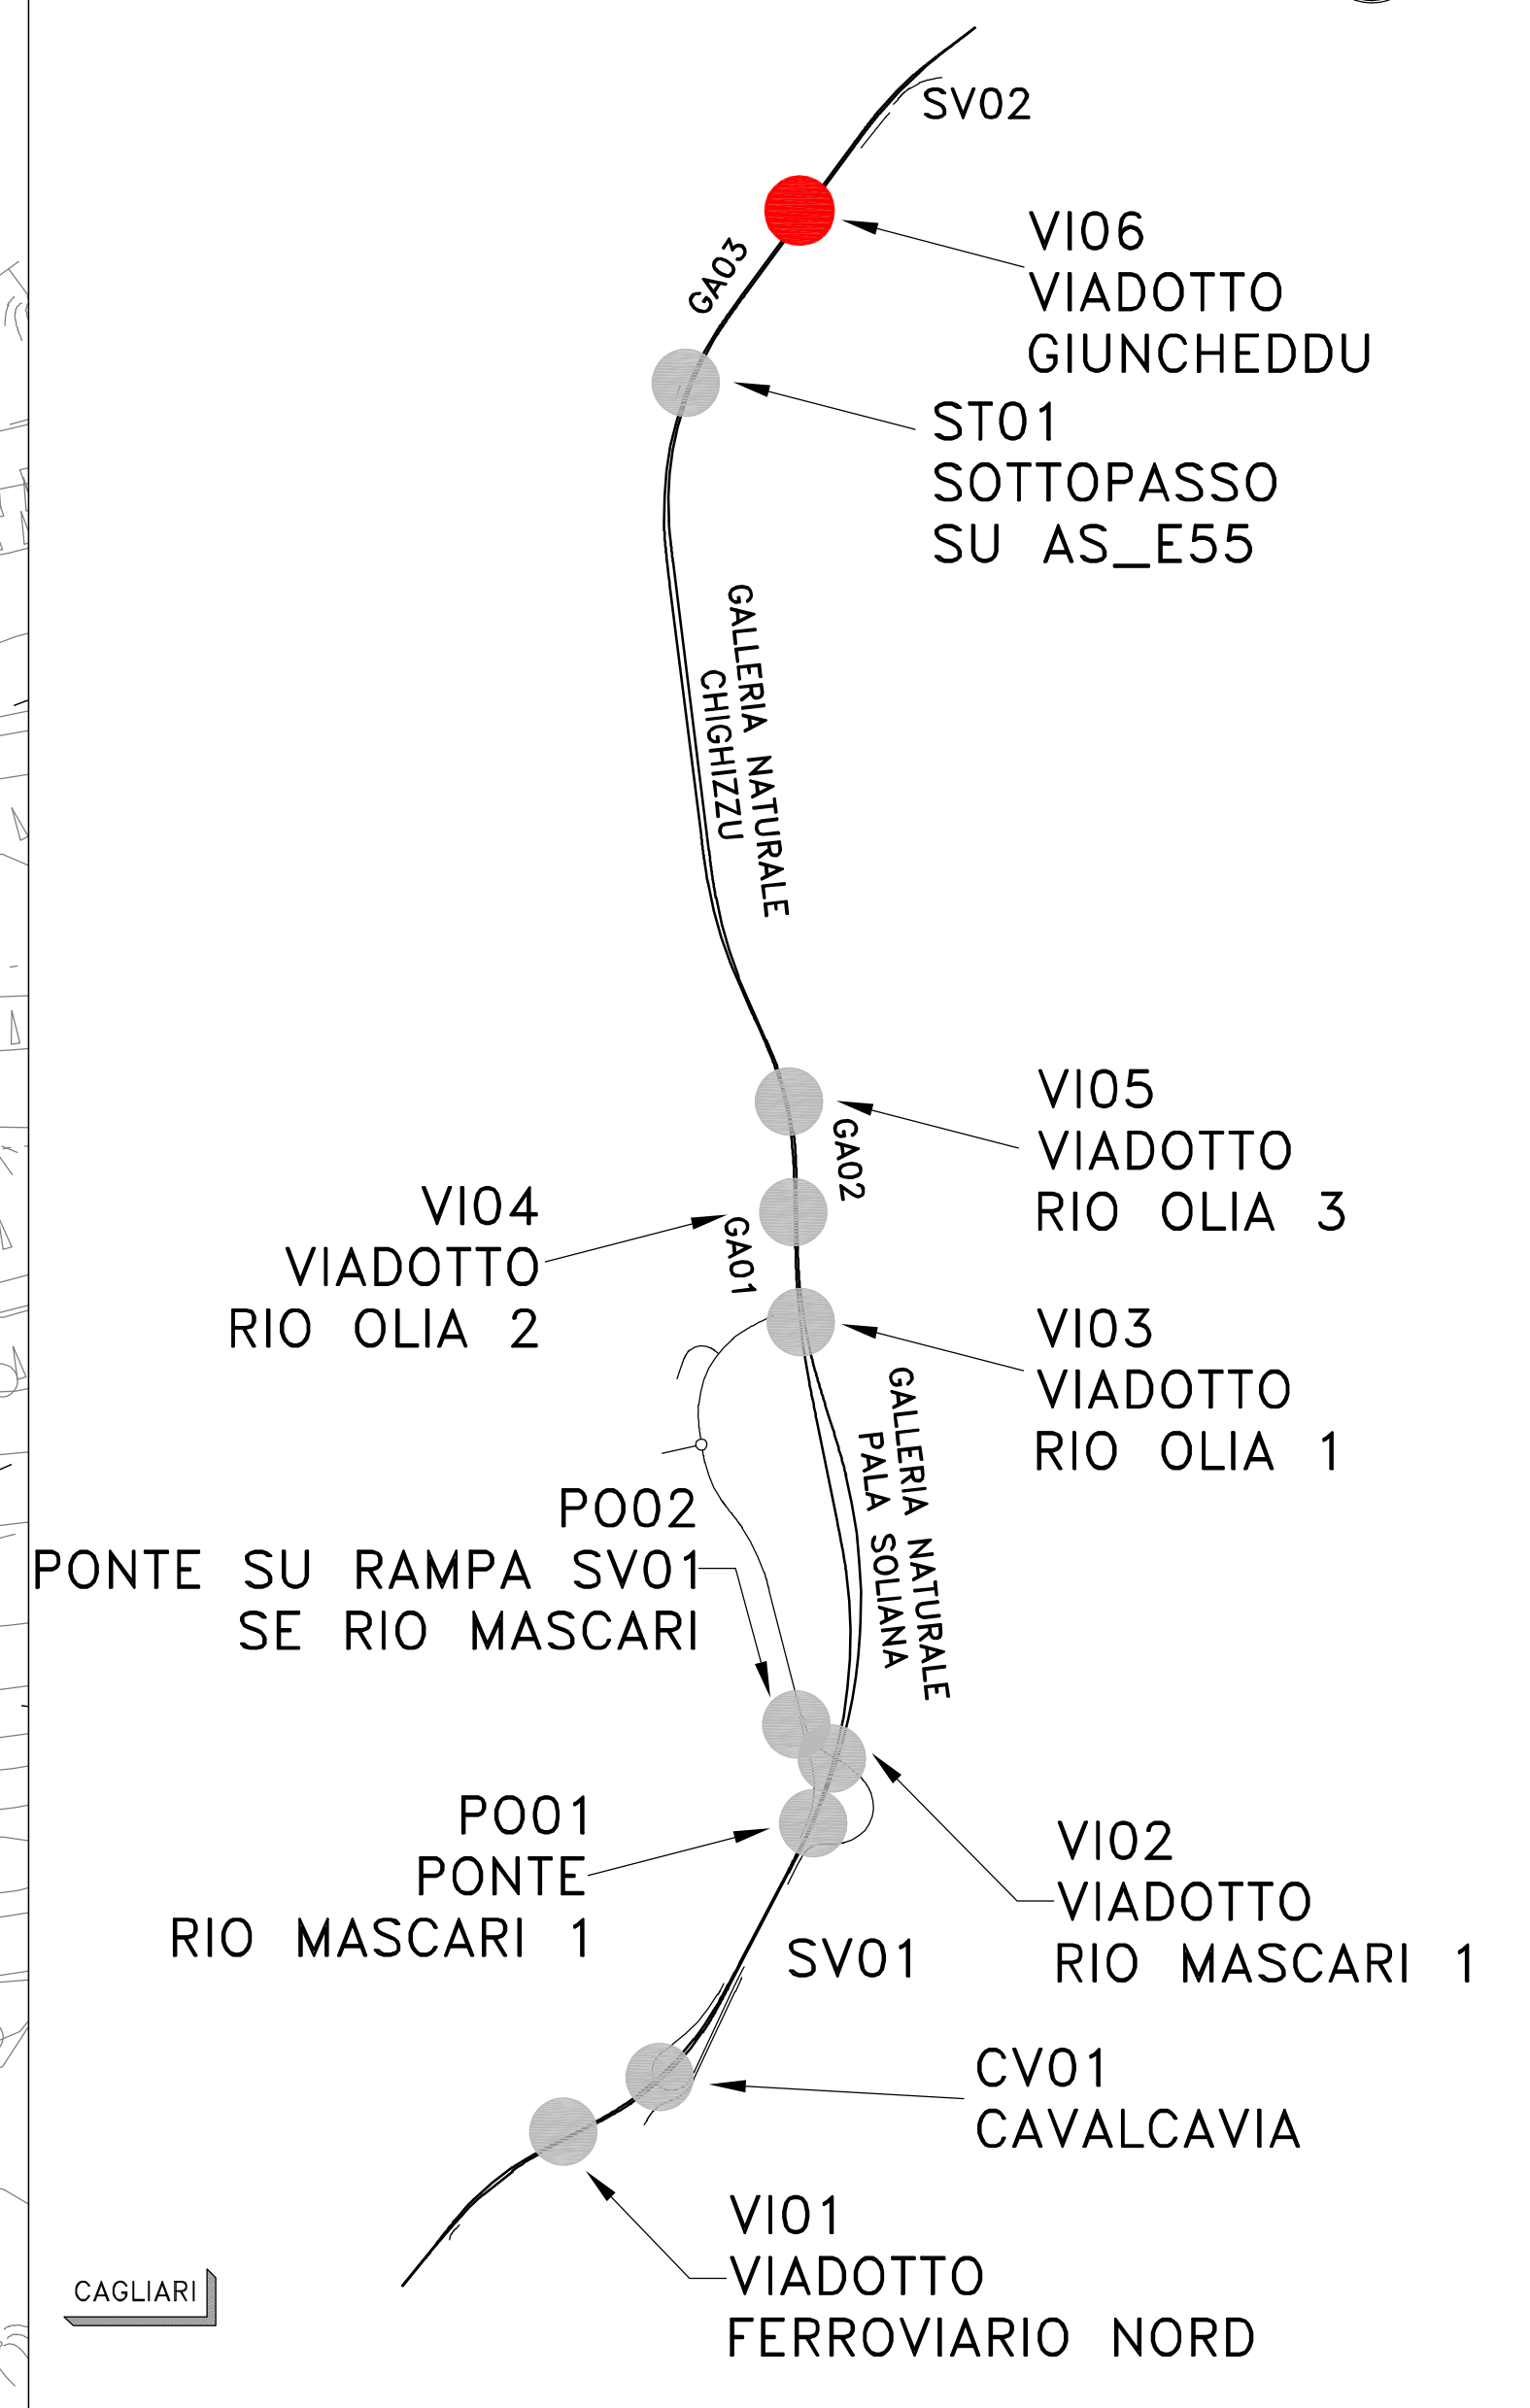 SV02
VI06
VIADOTTO
GIUNCHEDDU
GA03
ST01
SOTTOPASSO
SU AS_E55
GALLERIA NATURALE
CHIGHIZZU
VI05
VIADOTTO
RIO OLIA 3
GA02
VI04
VIADOTTO
RIO OLIA 2
GA01
VI03
VIADOTTO
RIO OLIA 1
GALLERIA NATURALE
PALA SOLIANA
PO02
PONTE SU RAMPA SV01
SE RIO MASCARI
PO01
PONTE
RIO MASCARI 1
VI02
VIADOTTO
RIO MASCARI 1
SV01
CV01
CAVALCAVIA
VI01
VIADOTTO
FERROVIARIO NORD
CAGLIARI